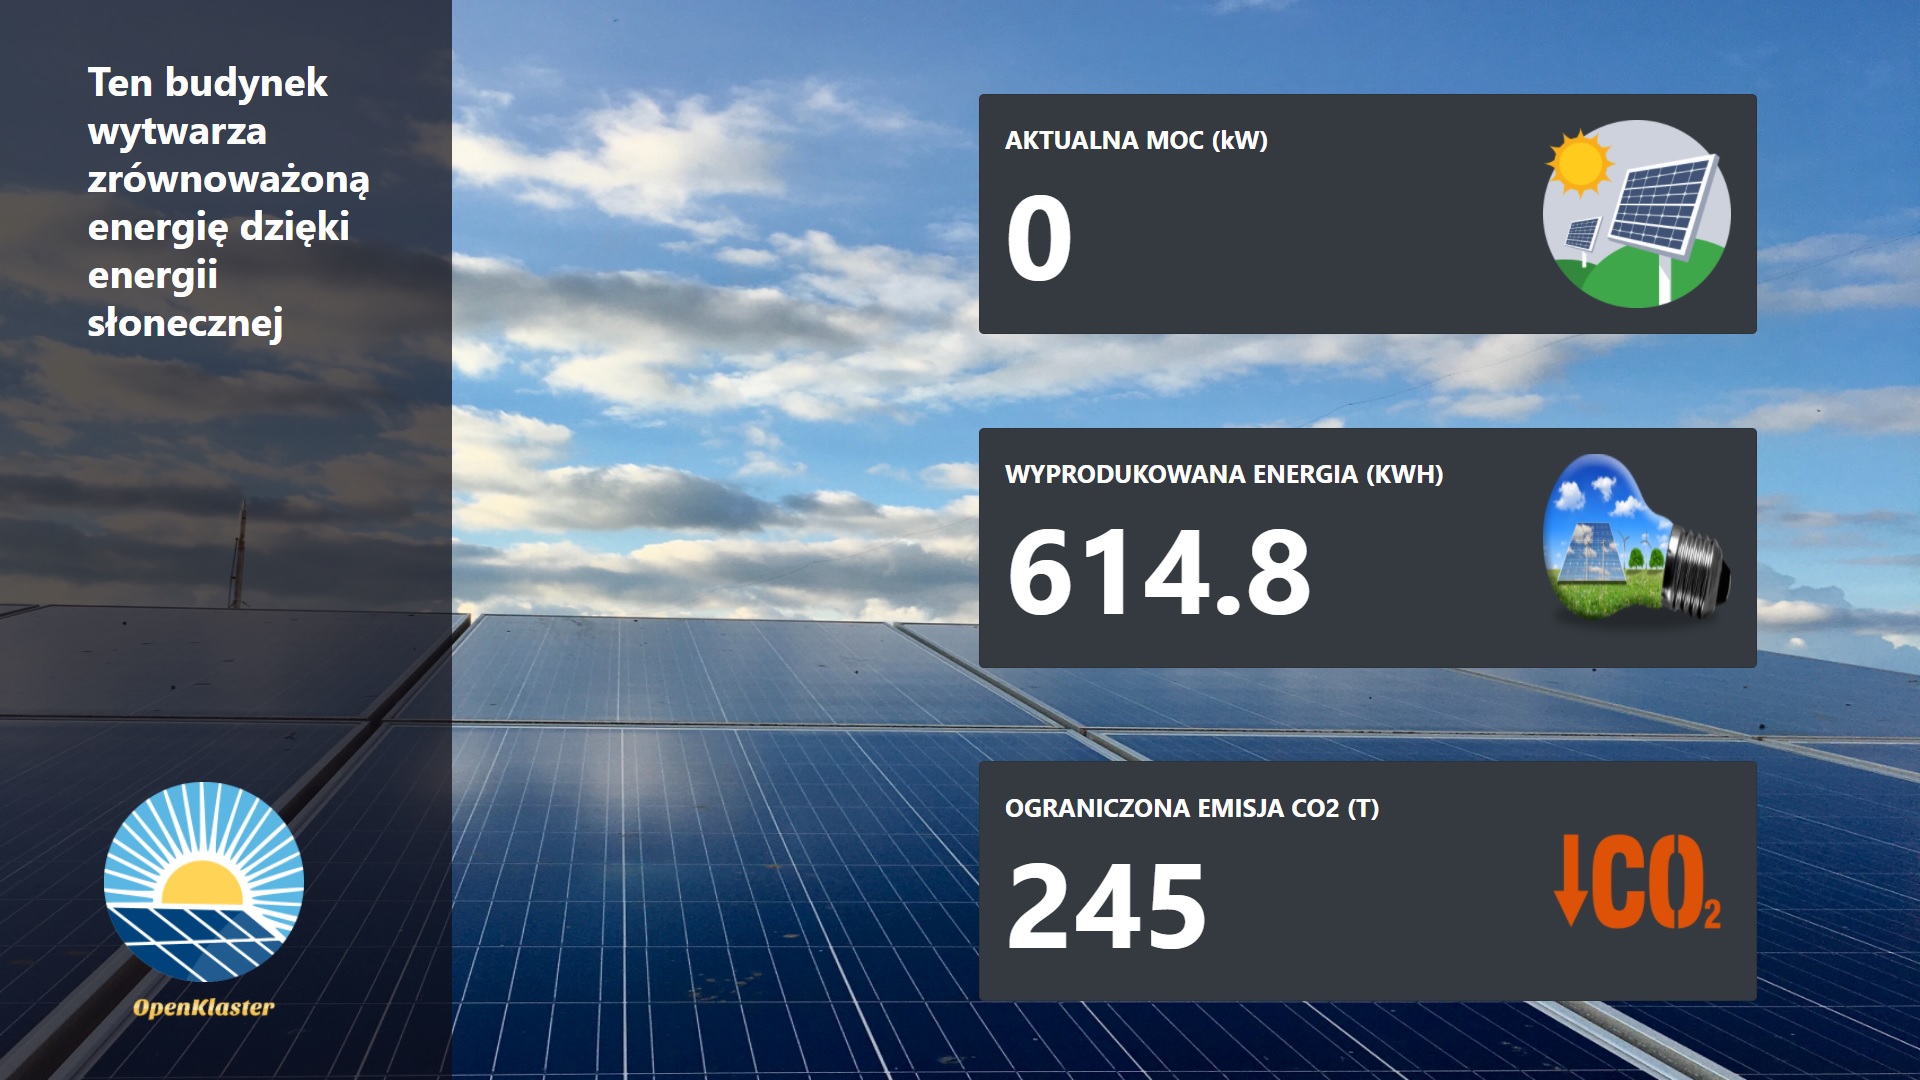 Ten budynek
wytwarza
zrównoważoną
energię dzięki
energii
słonecznej
OpenKlaster
AKTUALNA MOC (kW)
0
WYPRODUKOWANA ENERGIA (KWH)
614.8
OGRANICZONA EMISJA CO2 (T)
245
CO2